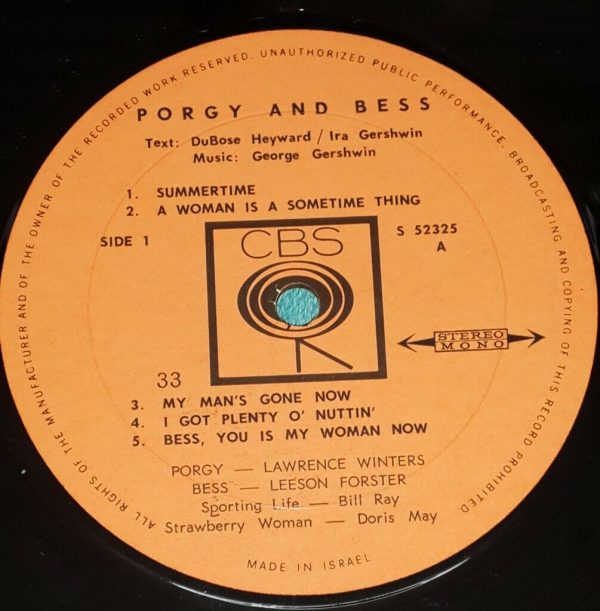 ALL RIGHTS OF THE MANUFACTURER AND OF THE OWNER OF THE RECORDED WORK RESERVED. UNAUTHORIZED PUBLIC PERFORMANCE, BROADCASTING AND COPYING OF THIS RECORD PROHIBITED.
PORGY AND BESS
Text: DuBose Heyward / Ira Gershwin
Music: George Gershwin
1. SUMMERTIME
2. A WOMAN IS A SOMETIME THING
SIDE 1
CBS
S 52325
A
STEREO
MONO
33
3. MY MAN'S GONE NOW
4. I GOT PLENTY O' NUTTIN'
5. BESS, YOU IS MY WOMAN NOW
PORGY — LAWRENCE WINTERS
BESS — LEESON FORSTER
Sporting Life — Bill Ray
Strawberry Woman — Doris May
MADE IN ISRAEL